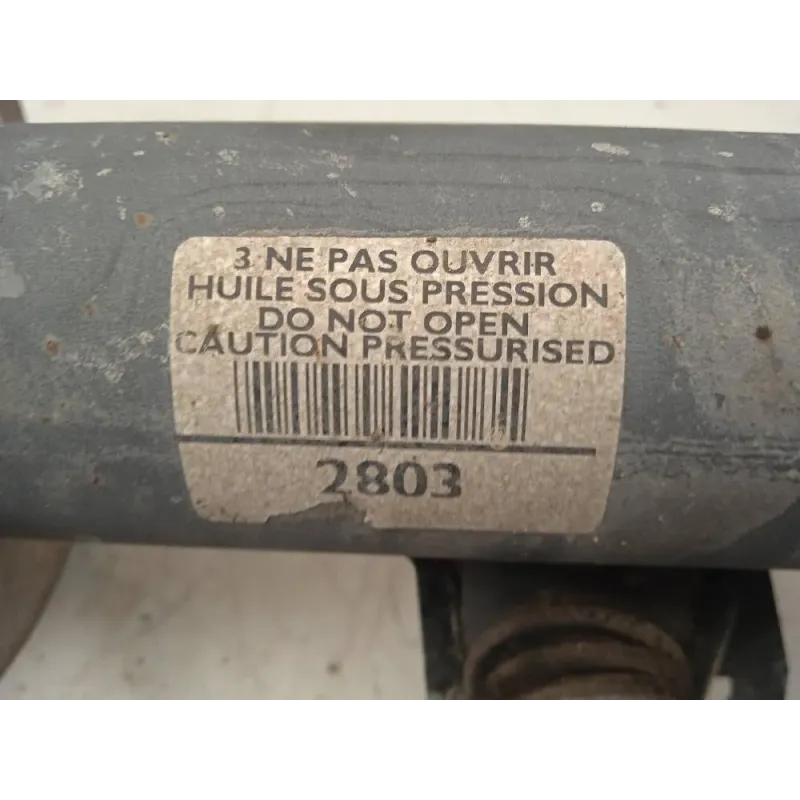 3 NE PAS OUVRIR
HUILE SOUS PRESSION
DO NOT OPEN
CAUTION PRESSURISED
2803